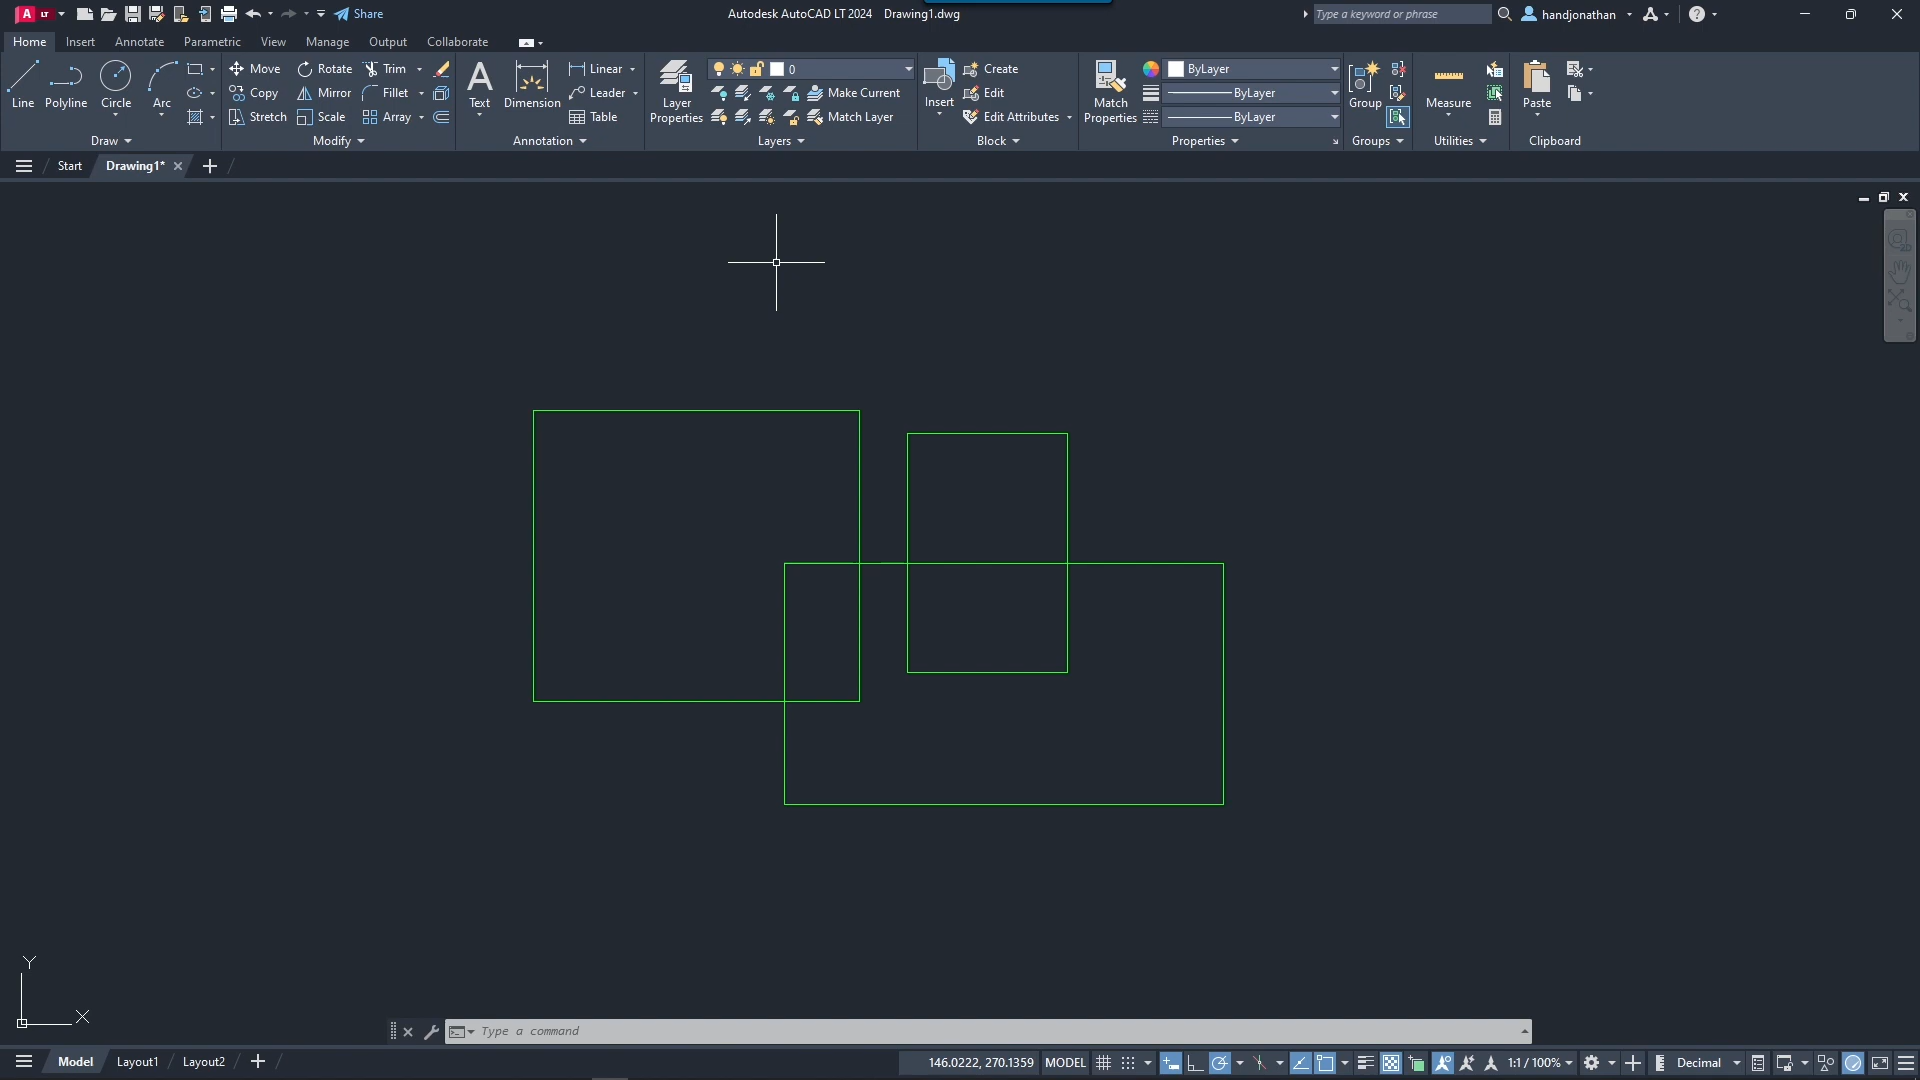 A LT Share Autodesk AutoCAD LT 2024 Drawing1.dwg Type a keyword or phrase handjonathan
Home Insert Annotate Parametric View Manage Output Collaborate
Line Polyline Circle Arc
Draw
Move Rotate Trim
Copy Mirror Fillet
Stretch Scale Array
Modify
Text Dimension
Linear
Leader
Table
Annotation
Layer
Properties
0
Make Current
Match Layer
Layers
Insert
Create
Edit
Edit Attributes
Block
Match
Properties
ByLayer
ByLayer
ByLayer
Properties
Group
Groups
Measure
Utilities
Paste
Clipboard
Start Drawing1*
Y
X
Type a command
Model Layout1 Layout2 146.0222, 270.1359 MODEL 1:1 / 100% Decimal